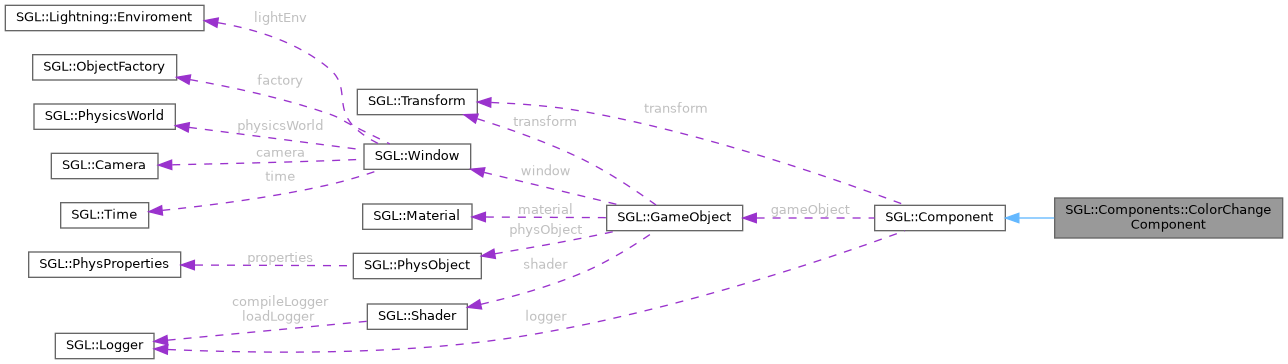 SGL::Lightning::Enviroment
lightEnv
SGL::ObjectFactory
factory
SGL::Transform
transform
transform
SGL::PhysicsWorld
physicsWorld
SGL::Camera
camera
SGL::Window
window
time
SGL::Time
SGL::Material
material
SGL::GameObject
gameObject
SGL::Component
SGL::Components::ColorChange
Component
physObject
SGL::PhysProperties
properties
SGL::PhysObject
shader
compileLogger
loadLogger
SGL::Shader
logger
SGL::Logger